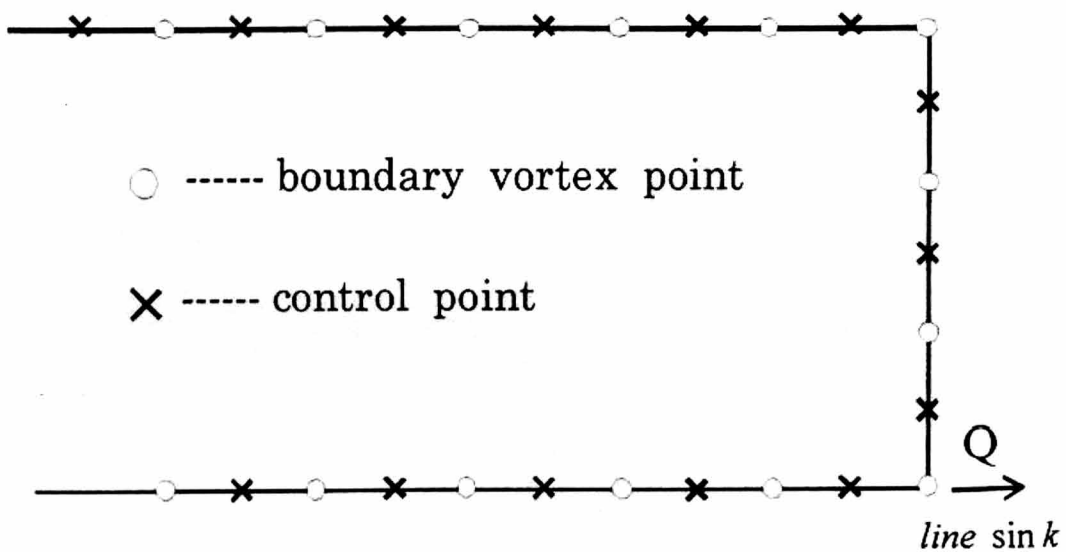 ------ boundary vortex point
------ control point
Q
line sin k